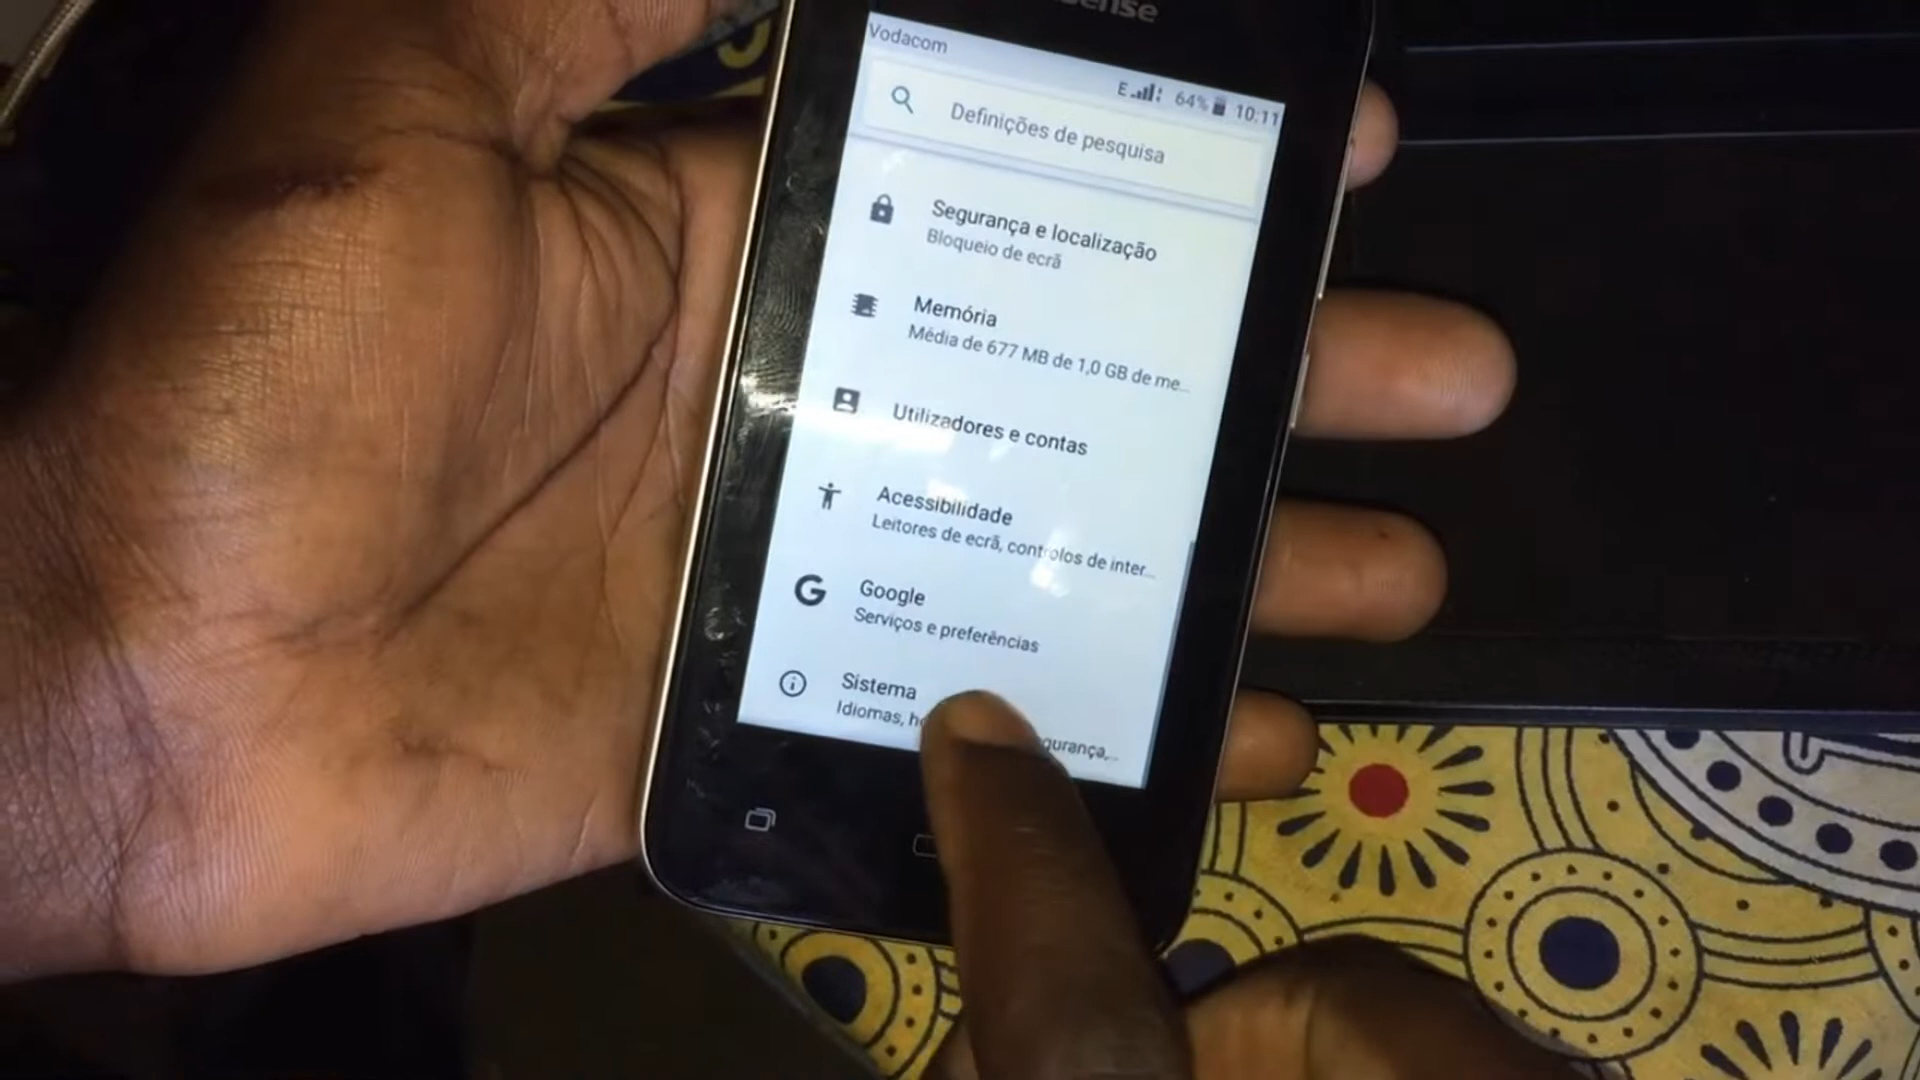 Vodacom
E 64% 10:11
Definições de pesquisa
Segurança e localização
Bloqueio de ecrã
Memória
Média de 677 MB de 1,0 GB de me...
Utilizadores e contas
Acessibilidade
Leitores de ecrã, controlos de inter...
Google
Serviços e preferências
Sistema
Idiomas,